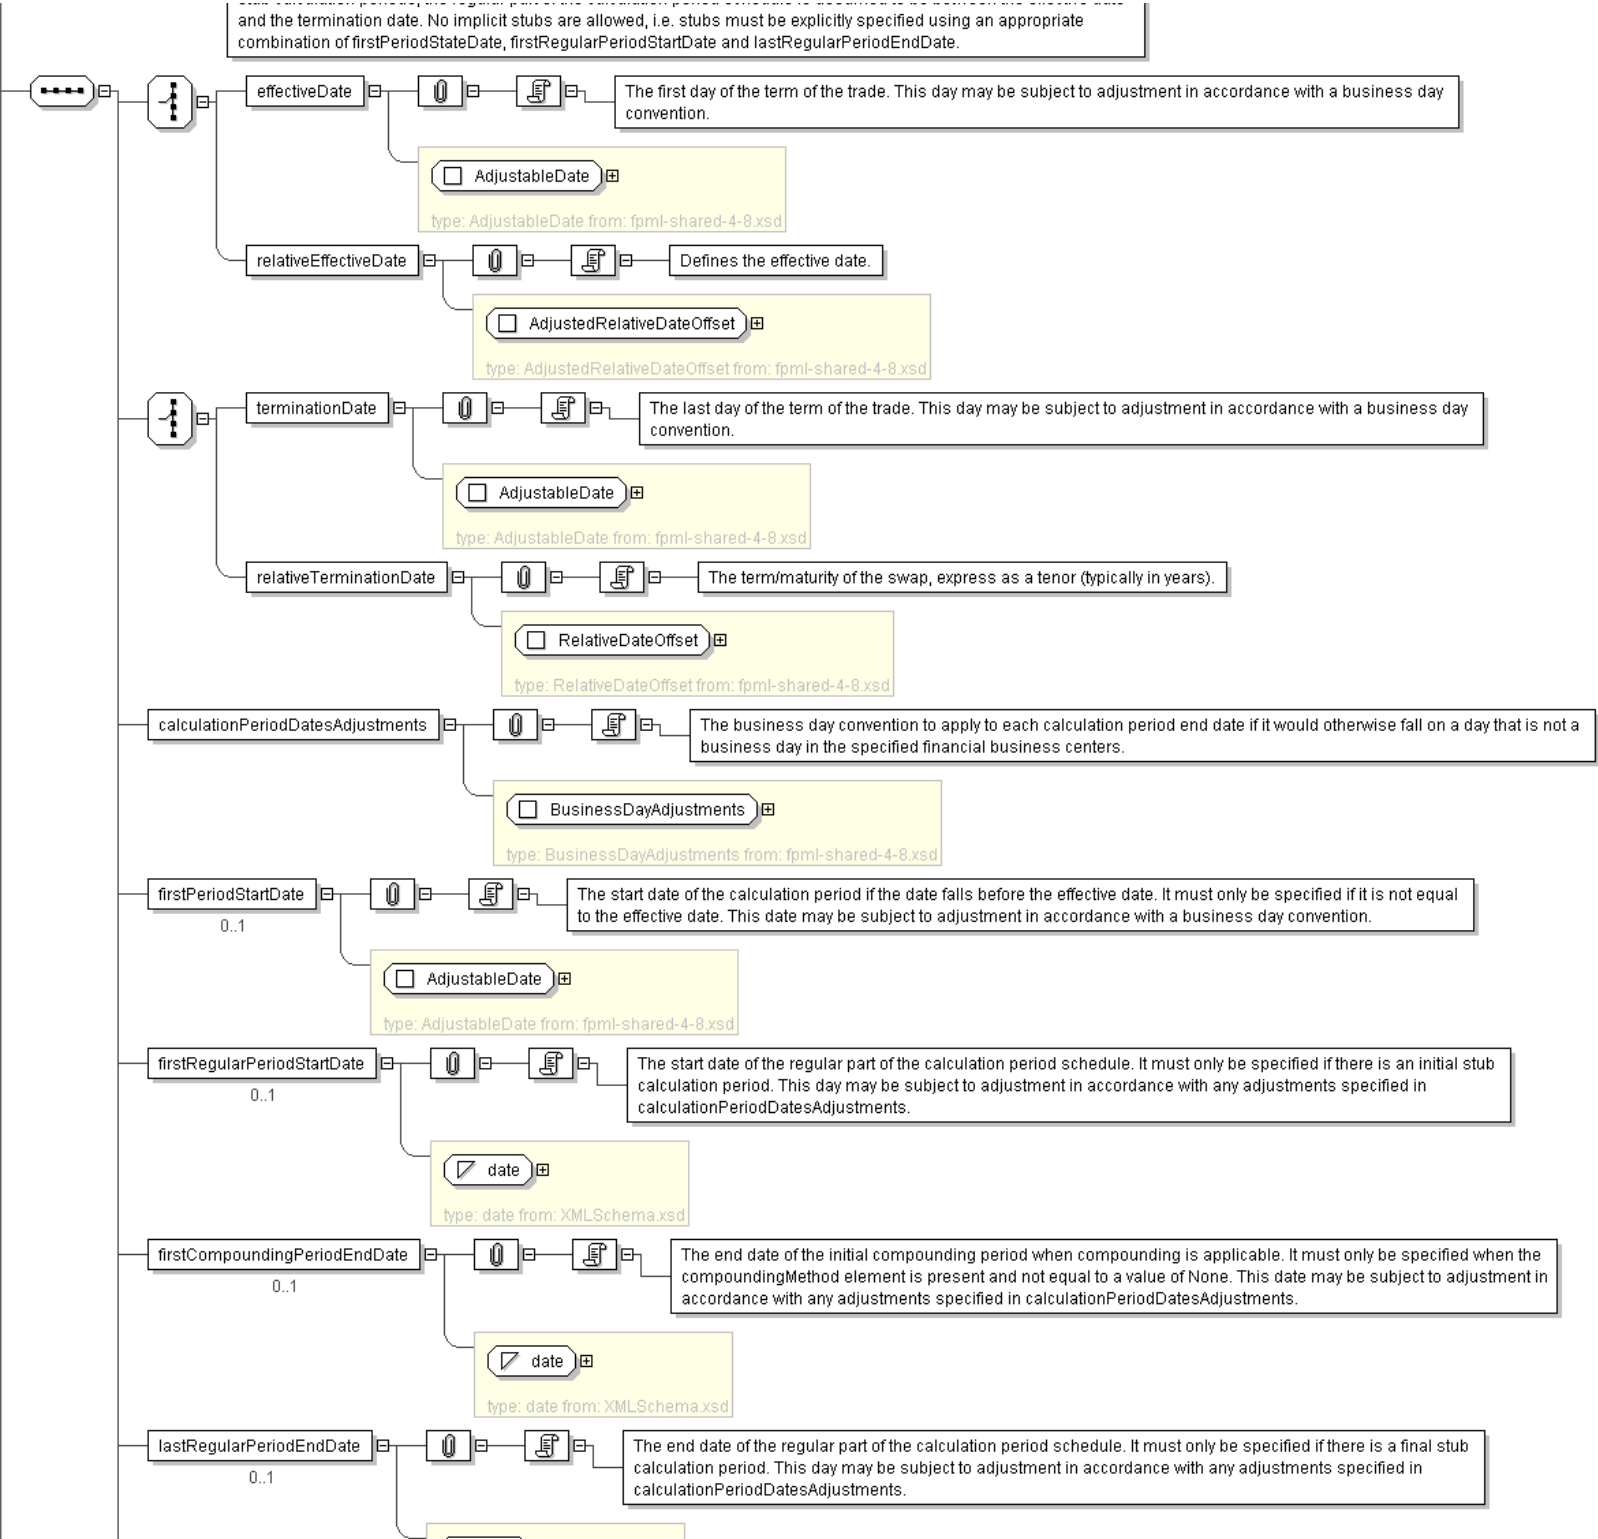 stub calculation periods, the regular part of the calculation period schedule is assumed to be between the effective date
and the termination date. No implicit stubs are allowed, i.e. stubs must be explicitly specified using an appropriate
combination of firstPeriodStateDate, firstRegularPeriodStartDate and lastRegularPeriodEndDate.
effectiveDate
The first day of the term of the trade. This day may be subject to adjustment in accordance with a business day
convention.
AdjustableDate
type: AdjustableDate from: fpml-shared-4-8.xsd
relativeEffectiveDate
Defines the effective date.
AdjustedRelativeDateOffset
type: AdjustedRelativeDateOffset from: fpml-shared-4-8.xsd
terminationDate
The last day of the term of the trade. This day may be subject to adjustment in accordance with a business day
convention.
AdjustableDate
type: AdjustableDate from: fpml-shared-4-8.xsd
relativeTerminationDate
The term/maturity of the swap, express as a tenor (typically in years).
RelativeDateOffset
type: RelativeDateOffset from: fpml-shared-4-8.xsd
calculationPeriodDatesAdjustments
The business day convention to apply to each calculation period end date if it would otherwise fall on a day that is not a
business day in the specified financial business centers.
BusinessDayAdjustments
type: BusinessDayAdjustments from: fpml-shared-4-8.xsd
firstPeriodStartDate
0..1
The start date of the calculation period if the date falls before the effective date. It must only be specified if it is not equal
to the effective date. This date may be subject to adjustment in accordance with a business day convention.
AdjustableDate
type: AdjustableDate from: fpml-shared-4-8.xsd
firstRegularPeriodStartDate
0..1
The start date of the regular part of the calculation period schedule. It must only be specified if there is an initial stub
calculation period. This day may be subject to adjustment in accordance with any adjustments specified in
calculationPeriodDatesAdjustments.
date
type: date from: XMLSchema.xsd
firstCompoundingPeriodEndDate
0..1
The end date of the initial compounding period when compounding is applicable. It must only be specified when the
compoundingMethod element is present and not equal to a value of None. This date may be subject to adjustment in
accordance with any adjustments specified in calculationPeriodDatesAdjustments.
date
type: date from: XMLSchema.xsd
lastRegularPeriodEndDate
0..1
The end date of the regular part of the calculation period schedule. It must only be specified if there is a final stub
calculation period. This day may be subject to adjustment in accordance with any adjustments specified in
calculationPeriodDatesAdjustments.